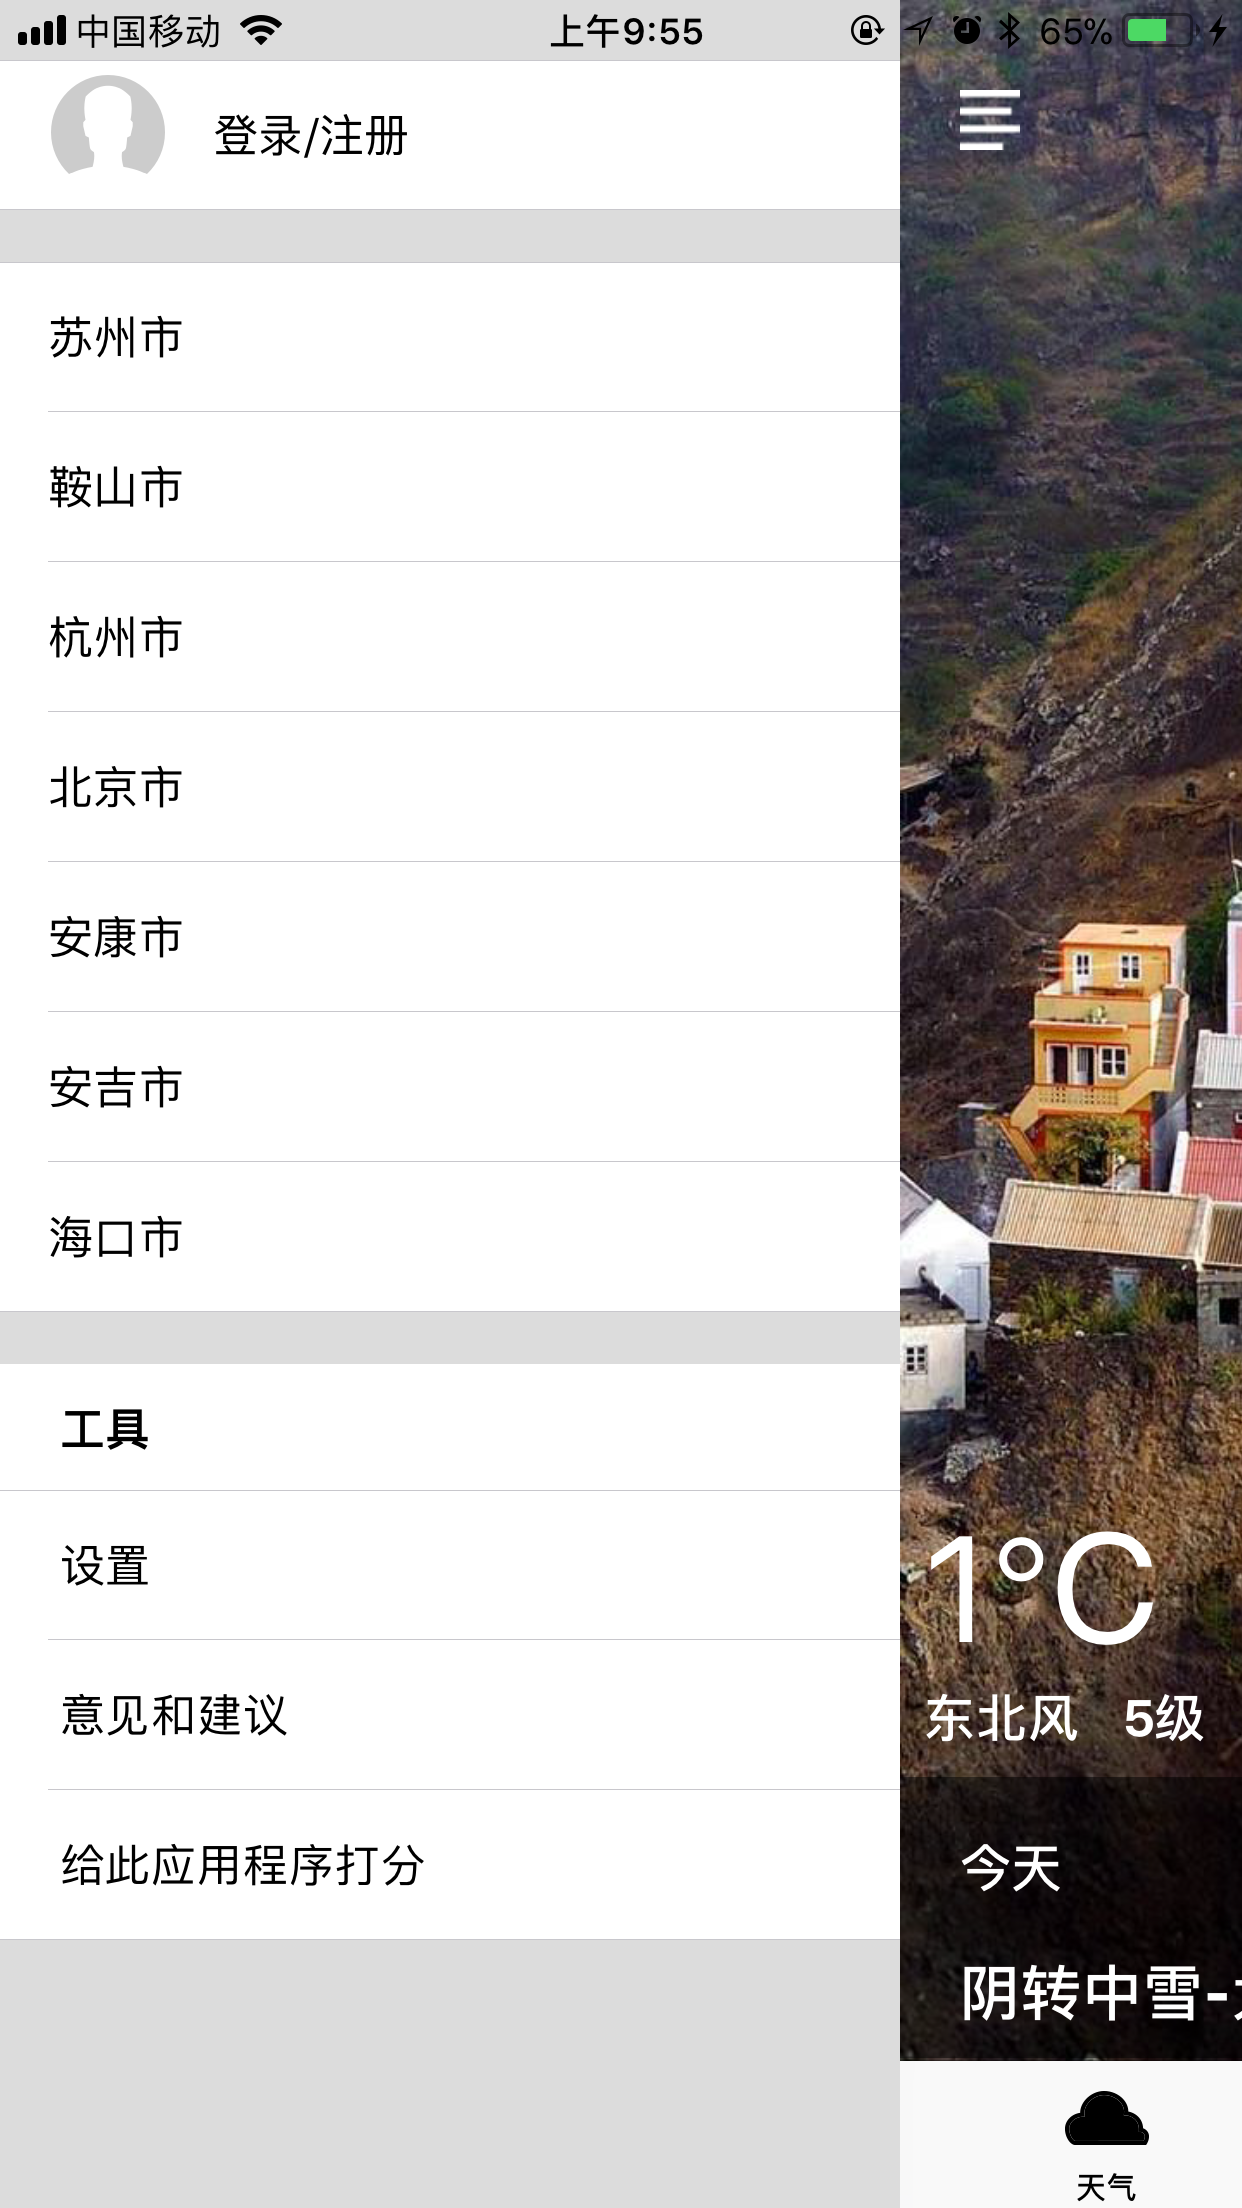 中国移动 上午9:55 65%
登录/注册
苏州市
鞍山市
杭州市
北京市
安康市
安吉市
海口市
工具
设置
意见和建议
给此应用程序打分
1°C
东北风 5级
今天
阴转中雪-
天气